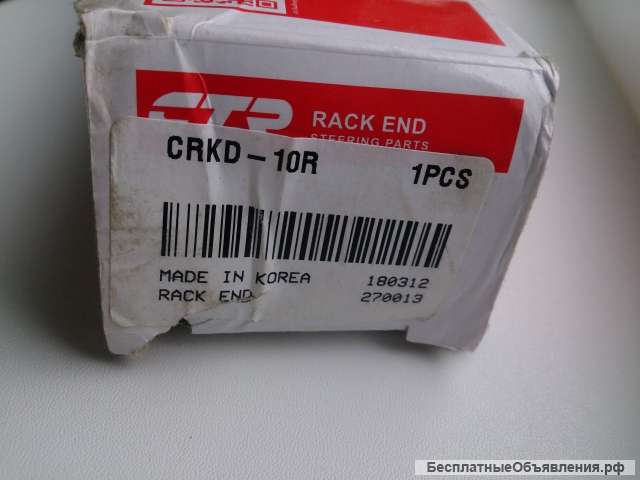 CTR
RACK END
STEERING PARTS
CRKD-10R 1PCS
MADE IN KOREA 180312
RACK END 270013
БесплатныеОбъявления.рф